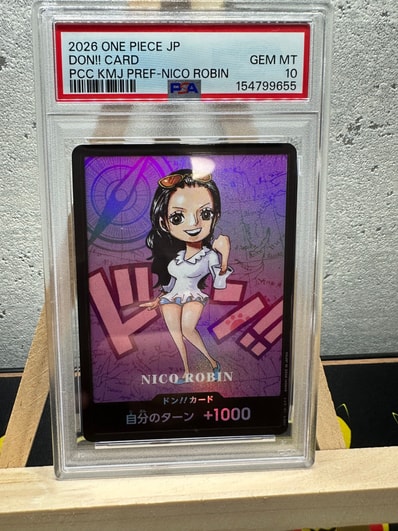 2026 ONE PIECE JP
DON!! CARD GEM MT
PCC KMJ PREF-NICO ROBIN 10
PSA 154799655
ドン!!
NICO ROBIN
ドン!!カード
自分のターン +1000